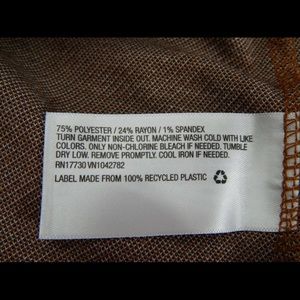 75% POLYESTER / 24% RAYON / 1% SPANDEX
TURN GARMENT INSIDE OUT. MACHINE WASH COLD WITH LIKE
COLORS. ONLY NON-CHLORINE BLEACH IF NEEDED. TUMBLE
DRY LOW. REMOVE PROMPTLY. COOL IRON IF NEEDED.
RN17730 VN1042782
LABEL MADE FROM 100% RECYCLED PLASTIC